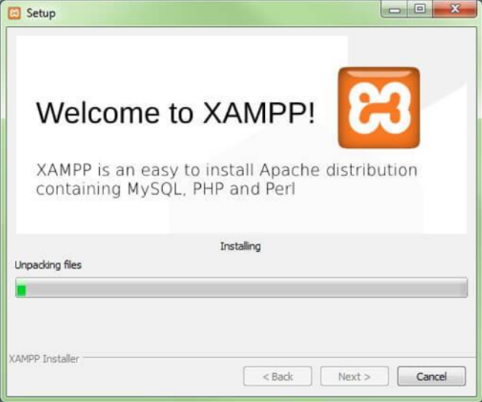 Setup
Welcome to XAMPP!
XAMPP is an easy to install Apache distribution
containing MySQL, PHP and Perl
Installing
Unpacking files
XAMPP Installer
< Back
Next >
Cancel